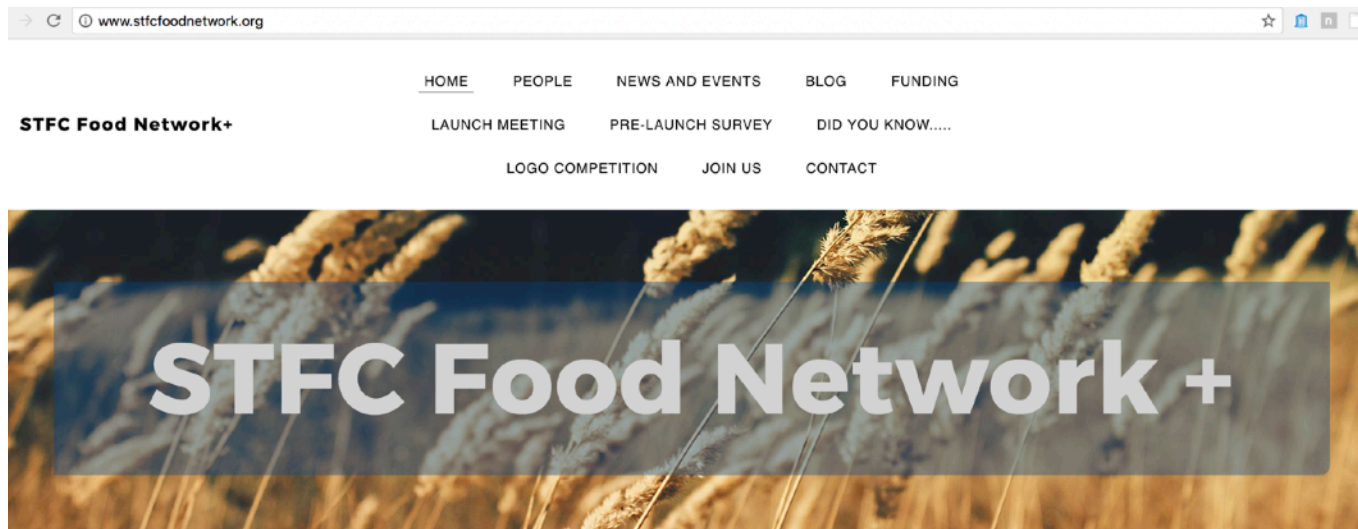 www.stfcfoodnetwork.org
HOME PEOPLE NEWS AND EVENTS BLOG FUNDING
STFC Food Network+
LAUNCH MEETING PRE-LAUNCH SURVEY DID YOU KNOW.....
LOGO COMPETITION JOIN US CONTACT
STFC Food Network +